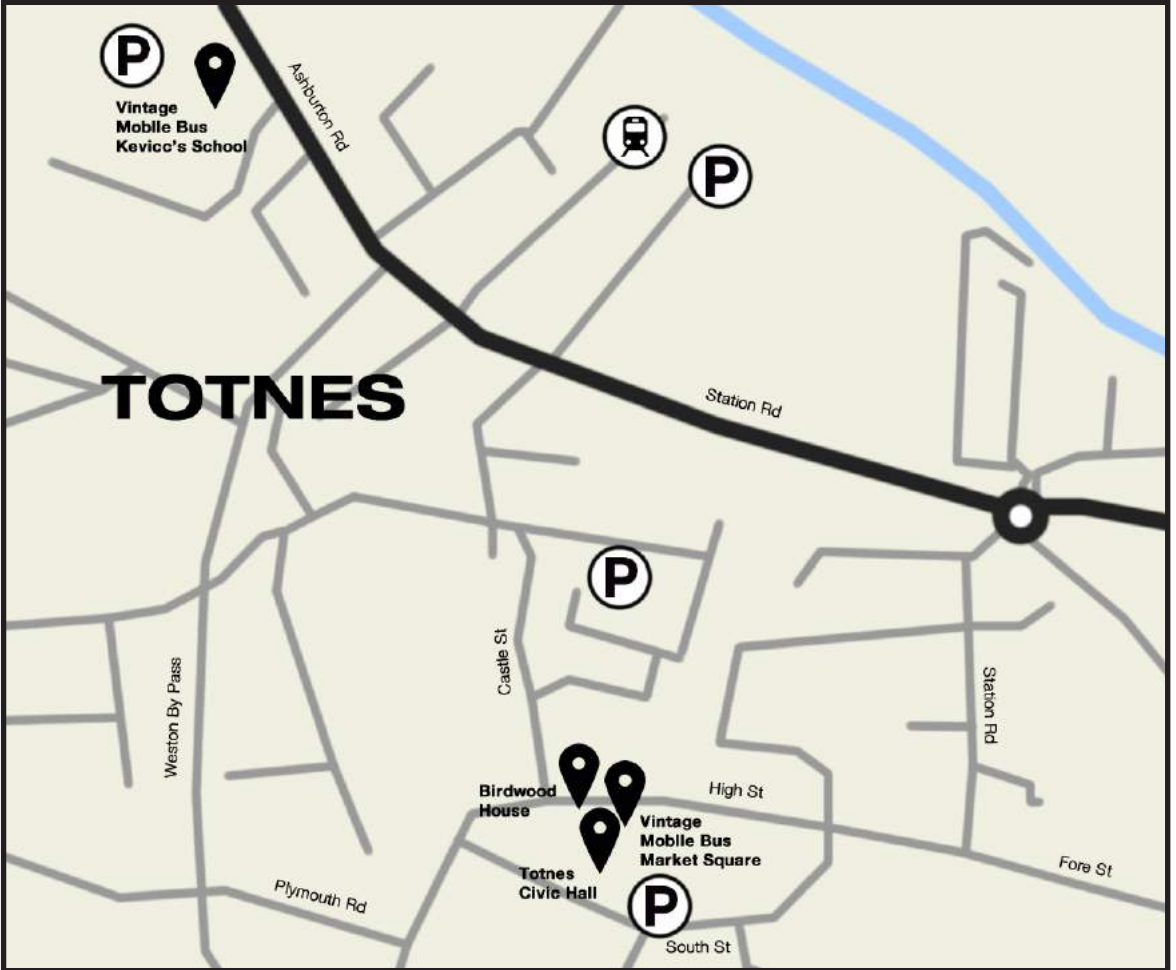 P
Vintage
Mobile Bus
Kevicc's School
Ashburton Rd
P
TOTNES
Station Rd
P
Castle St
Weston By Pass
Station Rd
Birdwood
House
High St
Vintage
Mobile Bus
Market Square
Totnes
Civic Hall
Fore St
Plymouth Rd
P
South St